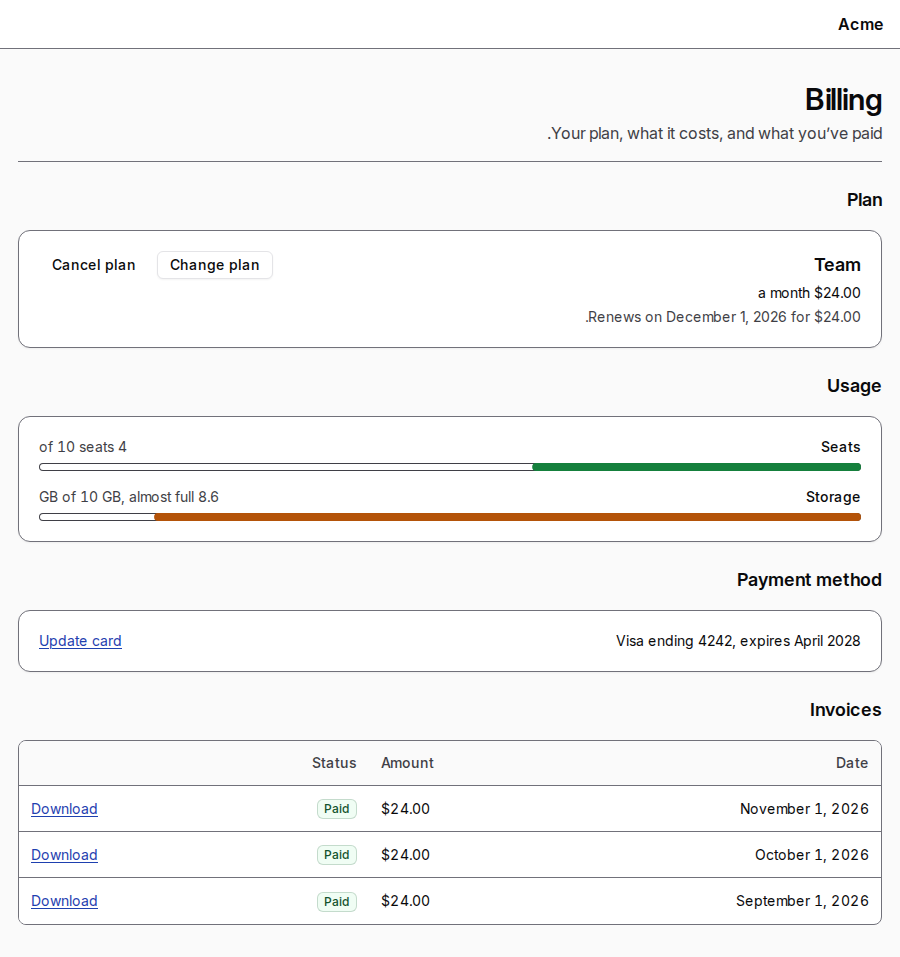 Acme
Billing
.Your plan, what it costs, and what you’ve paid
Plan
Team
a month $24.00
.Renews on December 1, 2026 for $24.00
Change plan
Cancel plan
Usage
Seats
of 10 seats 4
Storage
GB of 10 GB, almost full 8.6
Payment method
Visa ending 4242, expires April 2028
Update card
Invoices
Date Amount Status
November 1, 2026 $24.00 Paid Download
October 1, 2026 $24.00 Paid Download
September 1, 2026 $24.00 Paid Download